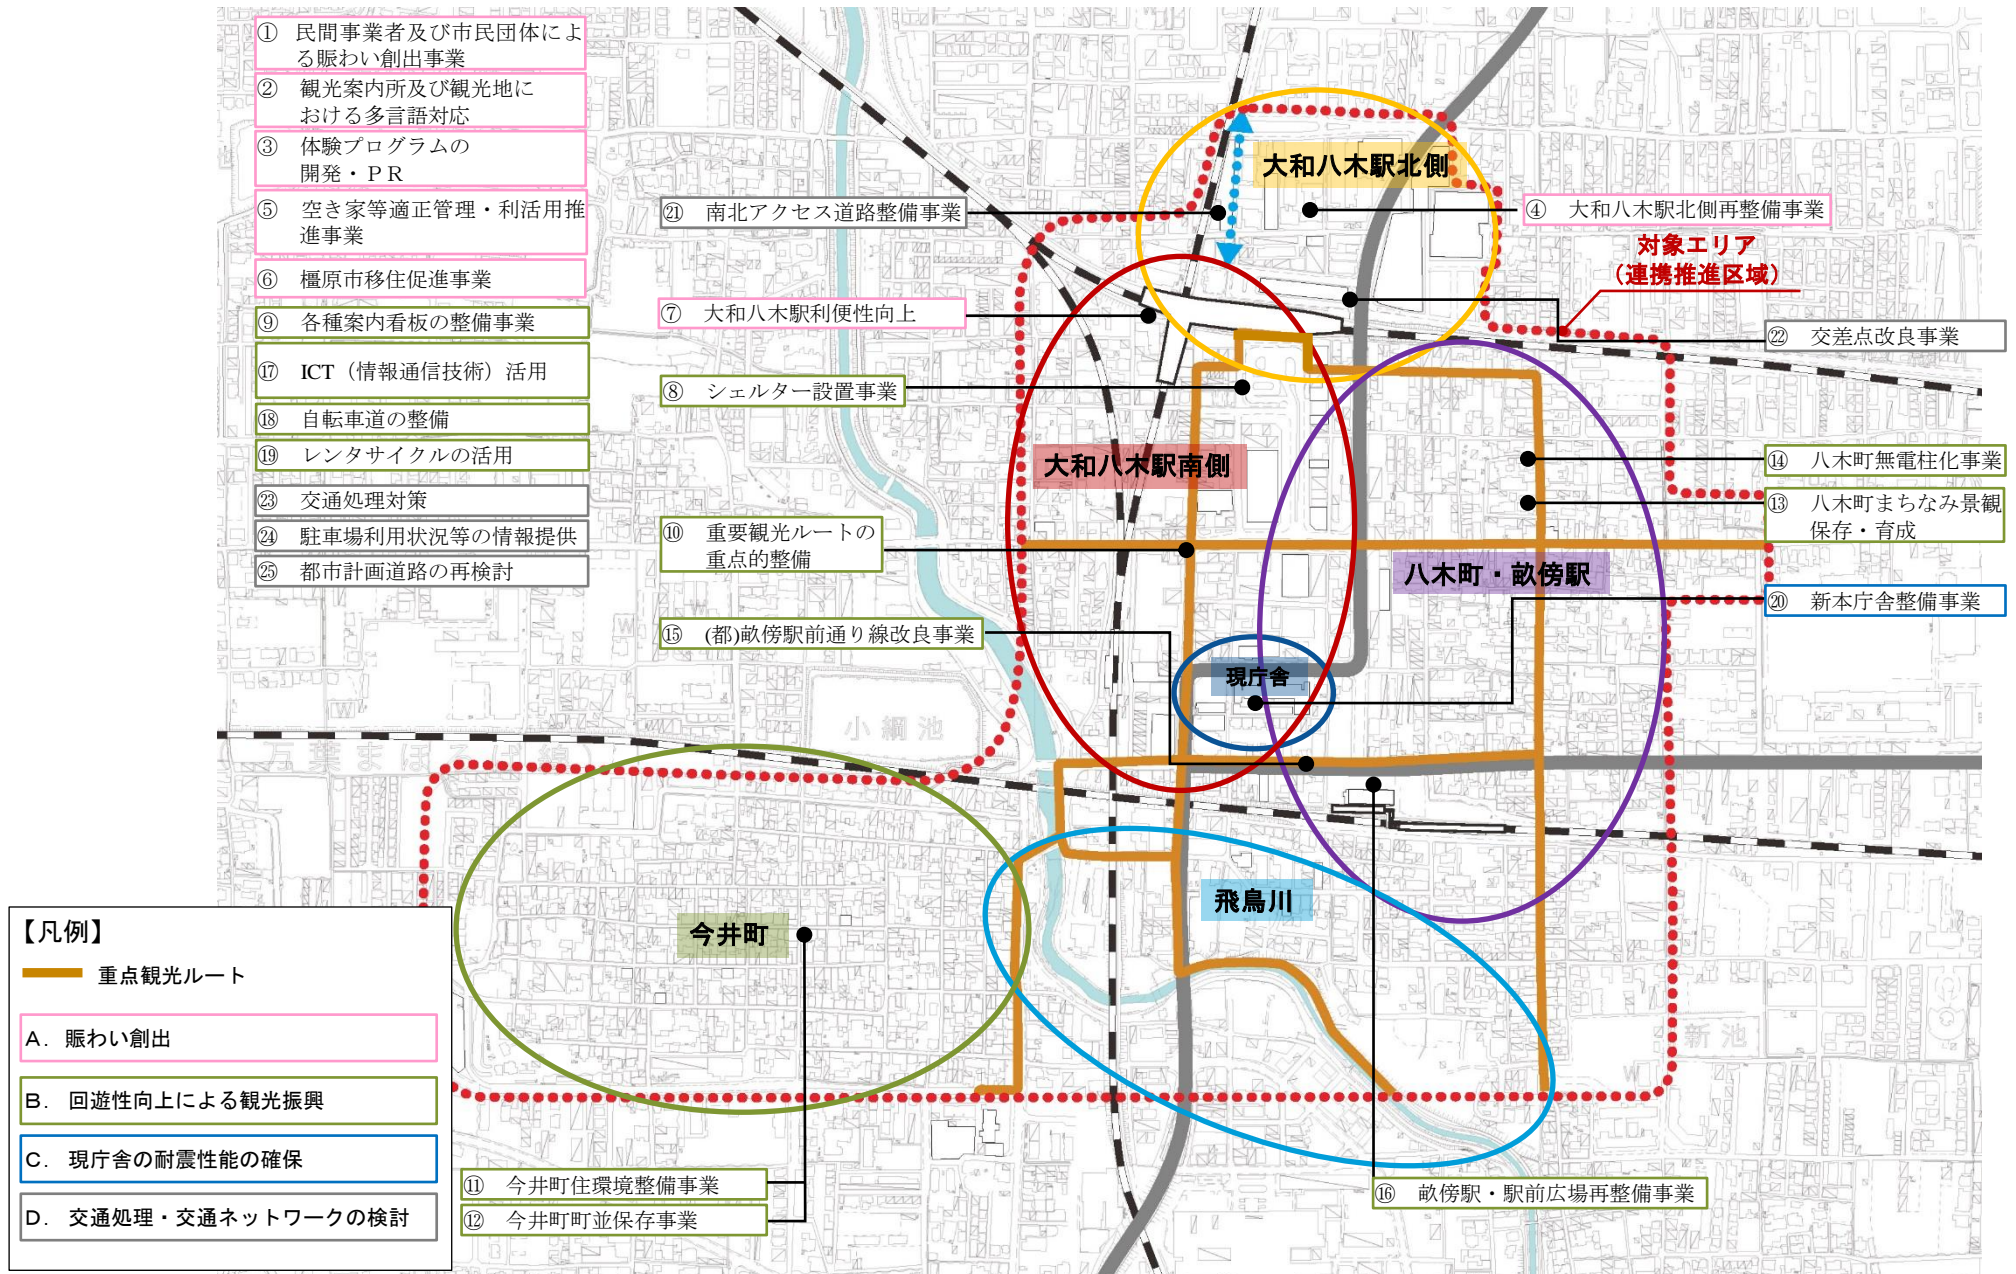 ① 民間事業者及び市民団体によ
る賑わい創出事業
② 観光案内所及び観光地に
おける多言語対応
③ 体験プログラムの
開発・ＰＲ
⑤ 空き家等適正管理・利活用推
進事業
⑥ 橿原市移住促進事業
⑨ 各種案内看板の整備事業
⑰ ICT（情報通信技術）活用
⑱ 自転車道の整備
⑲ レンタサイクルの活用
㉓ 交通処理対策
㉔ 駐車場利用状況等の情報提供
㉕ 都市計画道路の再検討
㉑ 南北アクセス道路整備事業
⑦ 大和八木駅利便性向上
⑧ シェルター設置事業
⑩ 重要観光ルートの
重点的整備
⑮ (都)畝傍駅前通り線改良事業
大和八木駅北側
④ 大和八木駅北側再整備事業
対象エリア
（連携推進区域）
㉒ 交差点改良事業
大和八木駅南側
⑭ 八木町無電柱化事業
⑬ 八木町まちなみ景観
保存・育成
八木町・畝傍駅
⑳ 新本庁舎整備事業
現庁舎
小綱池
万葉まほろば線
飛鳥川
今井町
新池
⑪ 今井町住環境整備事業
⑫ 今井町町並保存事業
⑯ 畝傍駅・駅前広場再整備事業
【凡例】
重点観光ルート
A． 賑わい創出
B． 回遊性向上による観光振興
C． 現庁舎の耐震性能の確保
D． 交通処理・交通ネットワークの検討